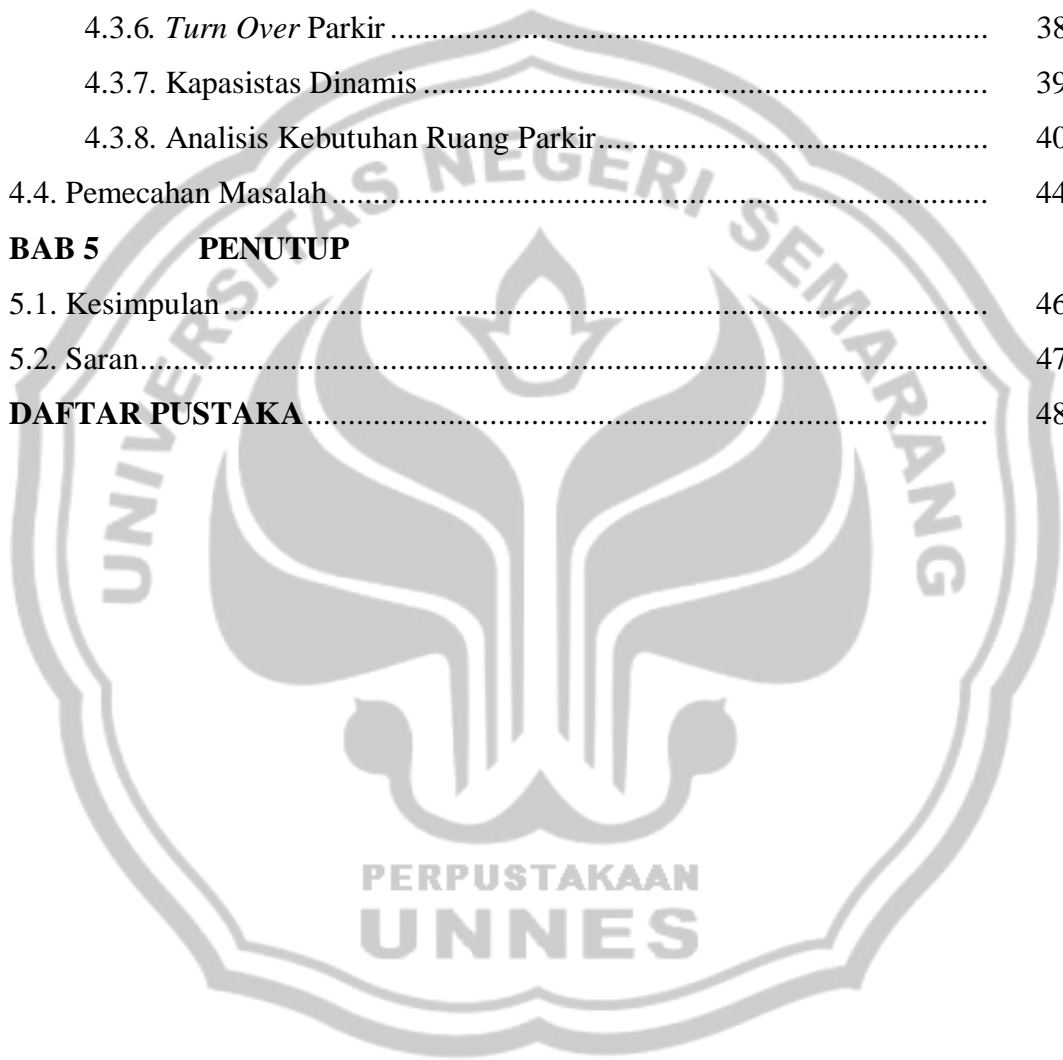 4.3.6. Turn Over Parkir ........................................................................ 38
4.3.7. Kapasistas Dinamis .................................................................... 39
4.3.8. Analisis Kebutuhan Ruang Parkir ............................................... 40
4.4. Pemecahan Masalah ............................................................................... 44
BAB 5 PENUTUP
5.1. Kesimpulan ............................................................................................ 46
5.2. Saran ...................................................................................................... 47
DAFTAR PUSTAKA .................................................................................. 48
UNIVERSITAS NEGERI SEMARANG
PERPUSTAKAAN
UNNES